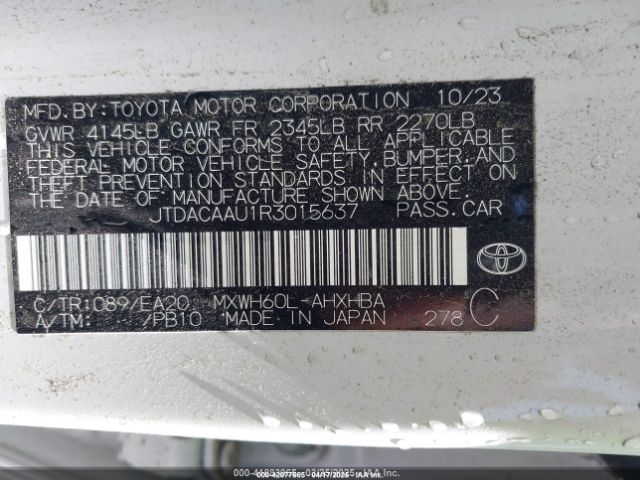 MFD. BY: TOYOTA MOTOR CORPORATION 10/23
GVWR 4145LB GAWR FR 2345LB RR 2270LB
THIS VEHICLE CONFORMS TO ALL APPLICABLE
FEDERAL MOTOR VEHICLE SAFETY, BUMPER, AND
THEFT PREVENTION STANDARDS IN EFFECT ON
THE DATE OF MANUFACTURE SHOWN ABOVE.
JTDACAAU1R3015637 PASS. CAR
C/TR: 089/EA20 MXWH60L-AHXHBA
A/TM: /PB10 MADE IN JAPAN 278 C